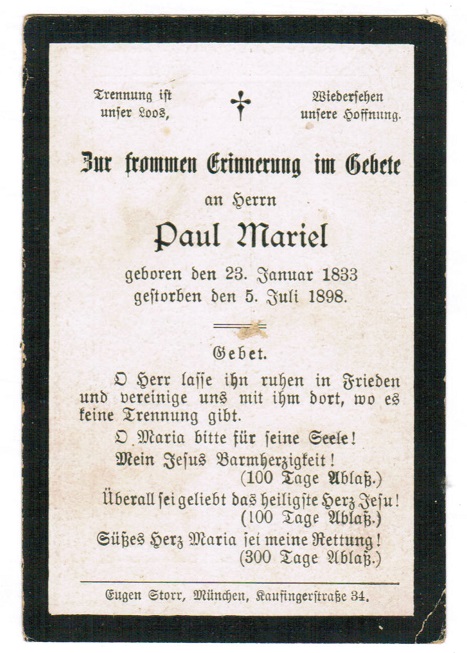 Trennung ist
unser Loos,
Wiedersehen
unsere Hoffnung.
Zur frommen Erinnerung im Gebete
an Herrn
Paul Mariel
geboren den 23. Januar 1833
gestorben den 5. Juli 1898.
Gebet.
O Herr lasse ihn ruhen in Frieden
und vereinige uns mit ihm dort, wo es
keine Trennung gibt.
O Maria bitte für seine Seele!
Mein Jesus Barmherzigkeit!
(100 Tage Ablaß.)
Überall sei geliebt das heiligste Herz Jesu!
(100 Tage Ablaß.)
Süßes Herz Maria sei meine Rettung!
(300 Tage Ablaß.)
Eugen Storr, München, Kaufingerstraße 34.